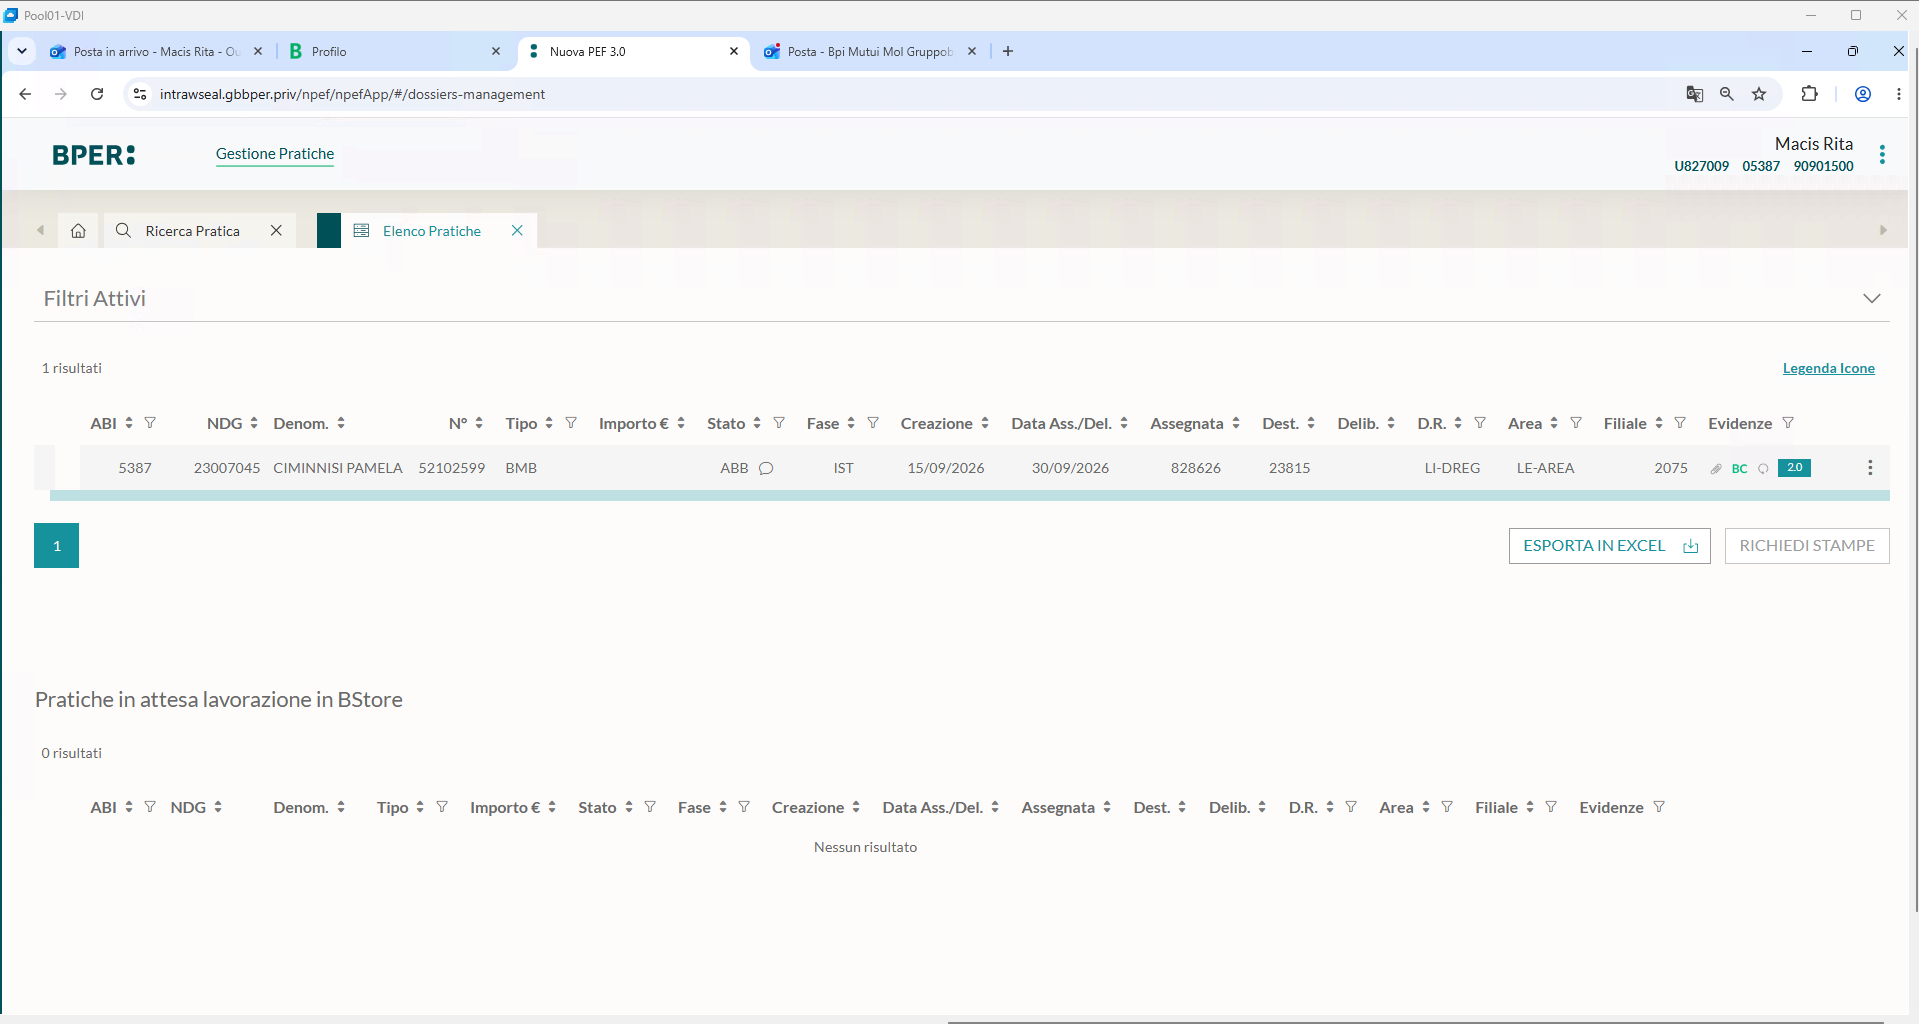 Pool01-VDI
Posta in arrivo - Macis Rita - Ou
Profilo
Nuova PEF 3.0
Posta - Bpi Mutui Mol Gruppob
intrawseal.gbbper.priv/npef/npefApp/#/dossiers-management
BPER:
Gestione Pratiche
Macis Rita
U827009 05387 90901500
Ricerca Pratica
Elenco Pratiche
Filtri Attivi
1 risultati
Legenda Icone
ABI NDG Denom. N° Tipo Importo € Stato Fase Creazione Data Ass./Del. Assegnata Dest. Delib. D.R. Area Filiale Evidenze
5387 23007045 CIMINNISI PAMELA 52102599 BMB ABB IST 15/09/2026 30/09/2026 828626 23815 LI-DREG LE-AREA 2075 BC 2.0
1
ESPORTA IN EXCEL
RICHIEDI STAMPE
Pratiche in attesa lavorazione in BStore
0 risultati
ABI NDG Denom. Tipo Importo € Stato Fase Creazione Data Ass./Del. Assegnata Dest. Delib. D.R. Area Filiale Evidenze
Nessun risultato